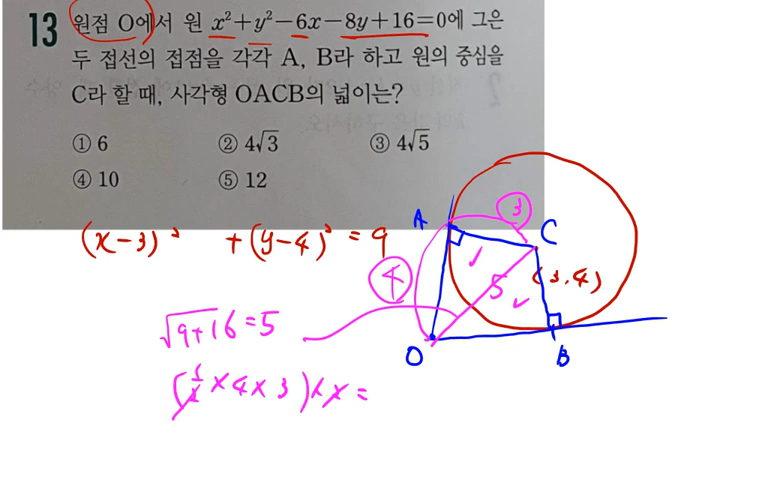 13 원점 O에서 원 x²+y²−6x−8y+16=0에 그은
두 접선의 접점을 각각 A, B라 하고 원의 중심을
C라 할 때, 사각형 OACB의 넓이는?
① 6 ② 4√3 ③ 4√5
④ 10 ⑤ 12
(x−3)² +(y−4)² = 9
A
3
C
4
5
(3,4)
√9+16=5
O
B
(1/2×4×3)×2=